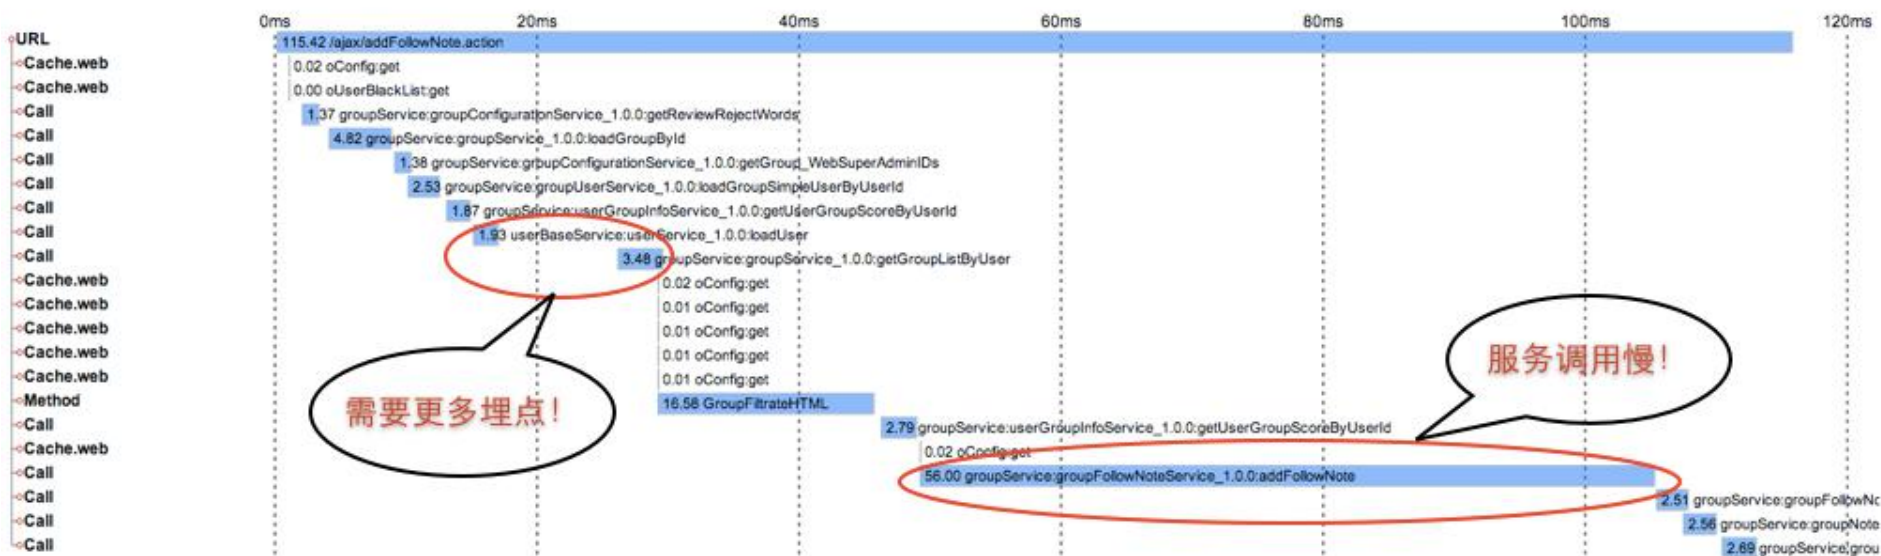 0ms 20ms 40ms 60ms 80ms 100ms 120ms
URL 115.42 /ajax/addFollowNote.action
Cache.web 0.02 oConfig:get
Cache.web 0.00 oUserBlackList:get
Call 1.37 groupService:groupConfigurationService_1.0.0:getReviewRejectWords
Call 4.82 groupService:groupService_1.0.0:loadGroupById
Call 1.38 groupService:groupConfigurationService_1.0.0:getGroup_WebSuperAdminIDs
Call 2.53 groupService:groupUserService_1.0.0:loadGroupSimpleUserByUserId
Call 1.87 groupService:userGroupInfoService_1.0.0:getUserGroupScoreByUserId
Call 1.93 userBaseService:userService_1.0.0:loadUser
Call 3.48 groupService:groupService_1.0.0:getGroupListByUser
Cache.web 0.02 oConfig:get
Cache.web 0.01 oConfig:get
Cache.web 0.01 oConfig:get
Cache.web 0.01 oConfig:get
Cache.web 0.01 oConfig:get
Method 16.58 GroupFiltrateHTML
Call 2.79 groupService:userGroupInfoService_1.0.0:getUserGroupScoreByUserId
Cache.web 0.02 oConfig:get
Call 56.00 groupService:groupFollowNoteService_1.0.0:addFollowNote
Call 2.51 groupService:groupFollowNo
Call 2.56 groupService:groupNote
Call 2.69 groupService:grou
需要更多埋点！
服务调用慢！